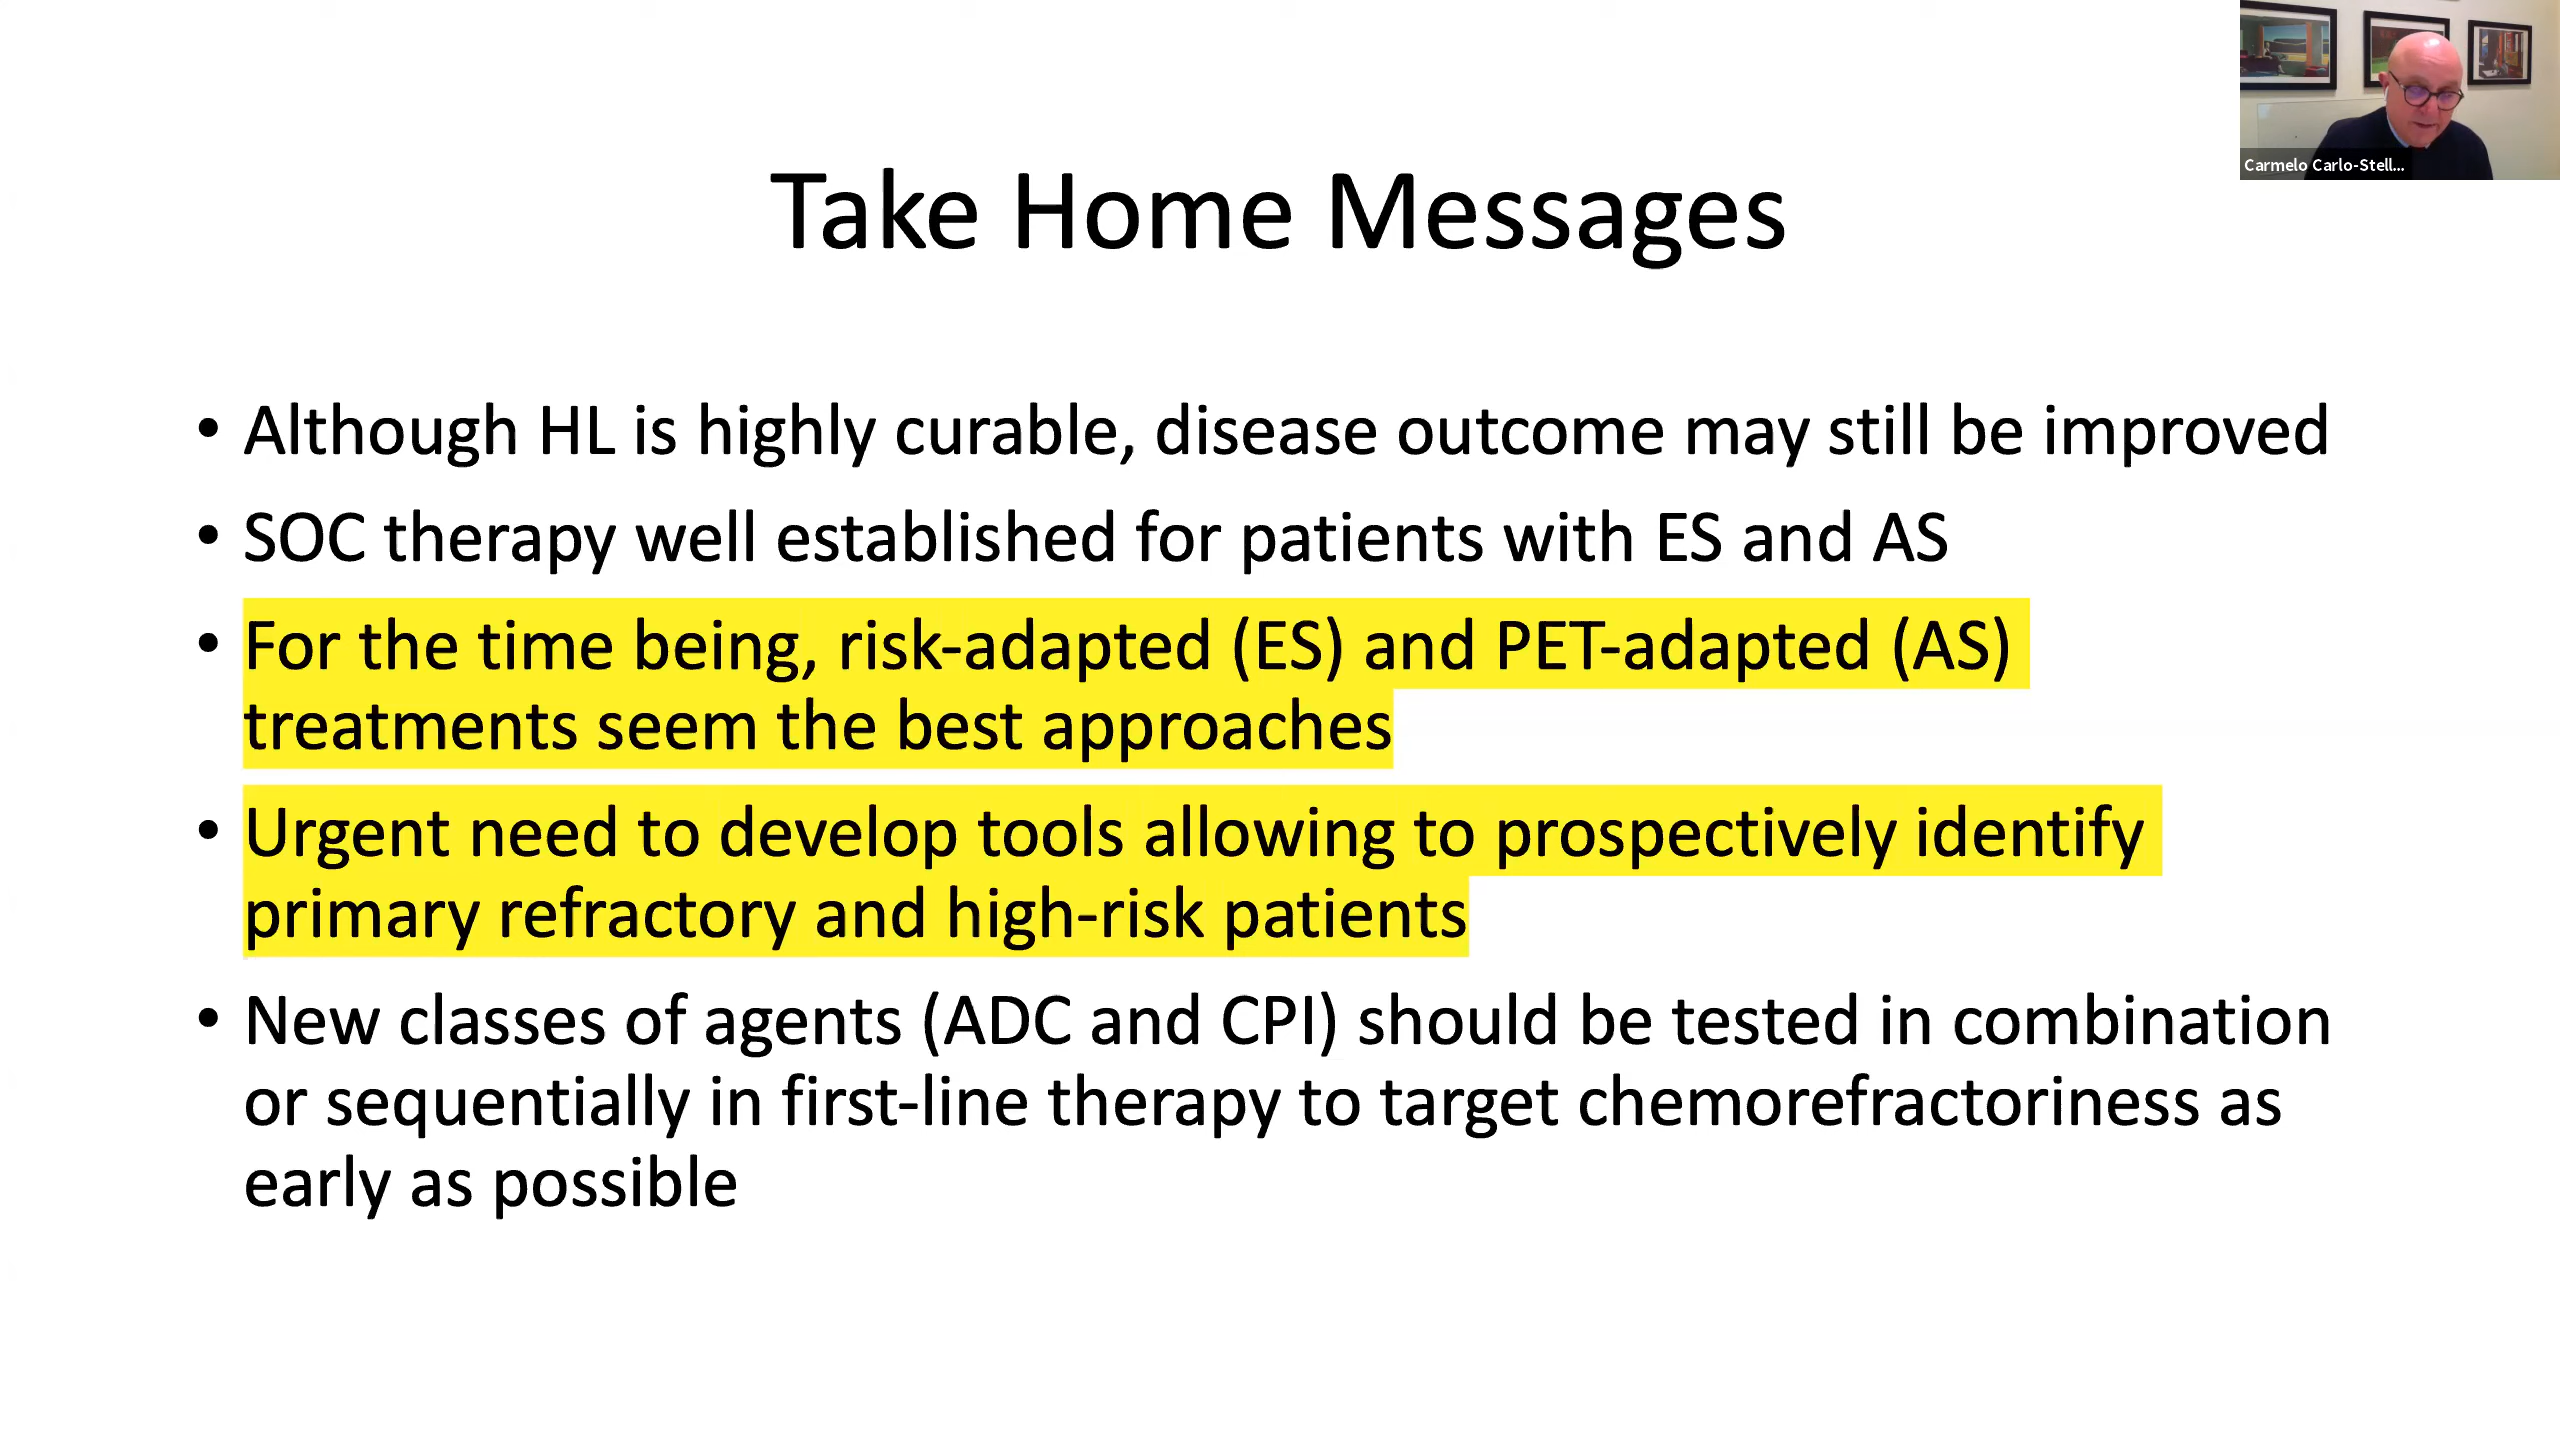 Carmelo Carlo-Stell...
Take Home Messages
• Although HL is highly curable, disease outcome may still be improved
• SOC therapy well established for patients with ES and AS
• For the time being, risk-adapted (ES) and PET-adapted (AS)
treatments seem the best approaches
• Urgent need to develop tools allowing to prospectively identify
primary refractory and high-risk patients
• New classes of agents (ADC and CPI) should be tested in combination
or sequentially in first-line therapy to target chemorefractoriness as
early as possible